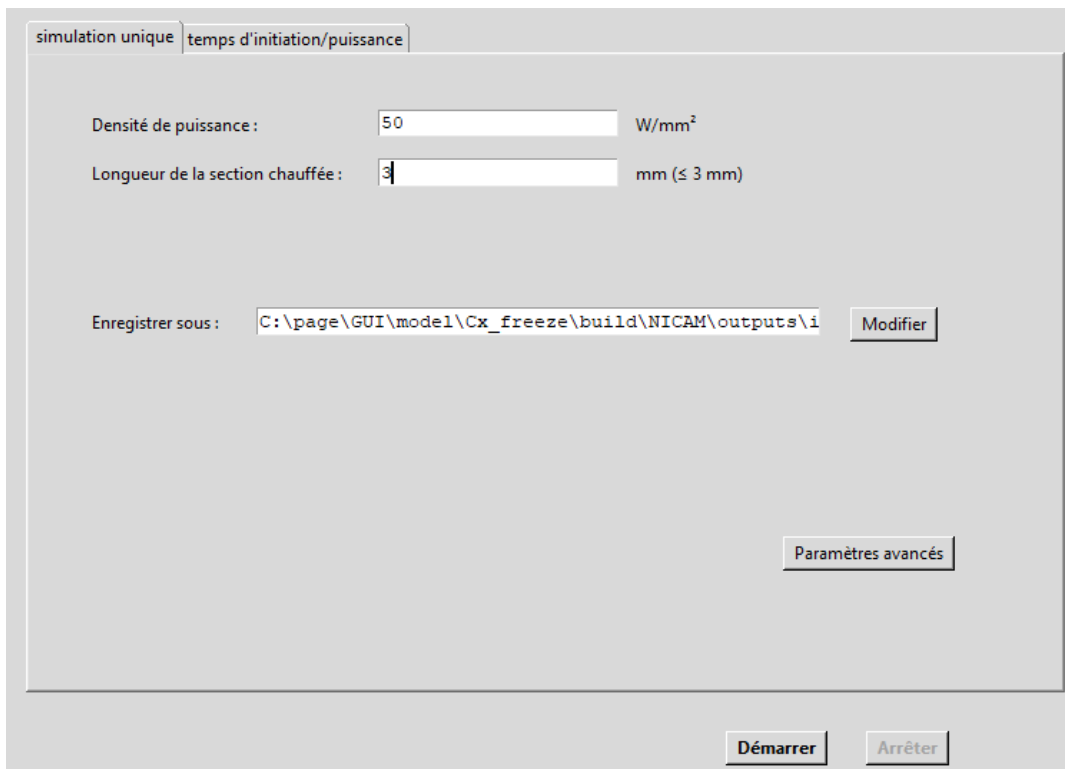 simulation unique temps d'initiation/puissance
Densité de puissance : 50 W/mm²
Longueur de la section chauffée : 3 mm (≤ 3 mm)
Enregistrer sous : C:\page\GUI\model\Cx_freeze\build\NICAM\outputs\i Modifier
Paramètres avancés
Démarrer Arrêter